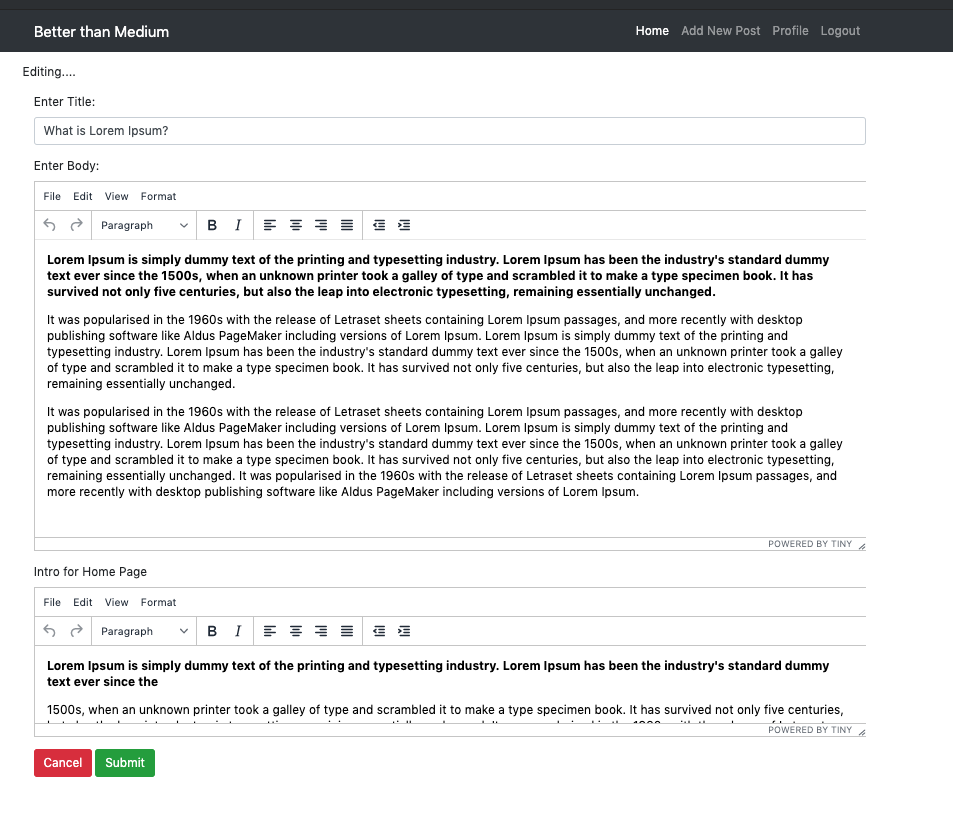 Better than Medium
Home Add New Post Profile Logout
Editing....
Enter Title:
What is Lorem Ipsum?
Enter Body:
File Edit View Format
Paragraph B I
Lorem Ipsum is simply dummy text of the printing and typesetting industry. Lorem Ipsum has been the industry's standard dummy
text ever since the 1500s, when an unknown printer took a galley of type and scrambled it to make a type specimen book. It has
survived not only five centuries, but also the leap into electronic typesetting, remaining essentially unchanged.
It was popularised in the 1960s with the release of Letraset sheets containing Lorem Ipsum passages, and more recently with desktop
publishing software like Aldus PageMaker including versions of Lorem Ipsum. Lorem Ipsum is simply dummy text of the printing and
typesetting industry. Lorem Ipsum has been the industry's standard dummy text ever since the 1500s, when an unknown printer took a galley
of type and scrambled it to make a type specimen book. It has survived not only five centuries, but also the leap into electronic typesetting,
remaining essentially unchanged.
It was popularised in the 1960s with the release of Letraset sheets containing Lorem Ipsum passages, and more recently with desktop
publishing software like Aldus PageMaker including versions of Lorem Ipsum. Lorem Ipsum is simply dummy text of the printing and
typesetting industry. Lorem Ipsum has been the industry's standard dummy text ever since the 1500s, when an unknown printer took a galley
of type and scrambled it to make a type specimen book. It has survived not only five centuries, but also the leap into electronic typesetting,
remaining essentially unchanged. It was popularised in the 1960s with the release of Letraset sheets containing Lorem Ipsum passages, and
more recently with desktop publishing software like Aldus PageMaker including versions of Lorem Ipsum.
POWERED BY TINY
Intro for Home Page
File Edit View Format
Paragraph B I
Lorem Ipsum is simply dummy text of the printing and typesetting industry. Lorem Ipsum has been the industry's standard dummy
text ever since the
1500s, when an unknown printer took a galley of type and scrambled it to make a type specimen book. It has survived not only five centuries,
POWERED BY TINY
Cancel Submit